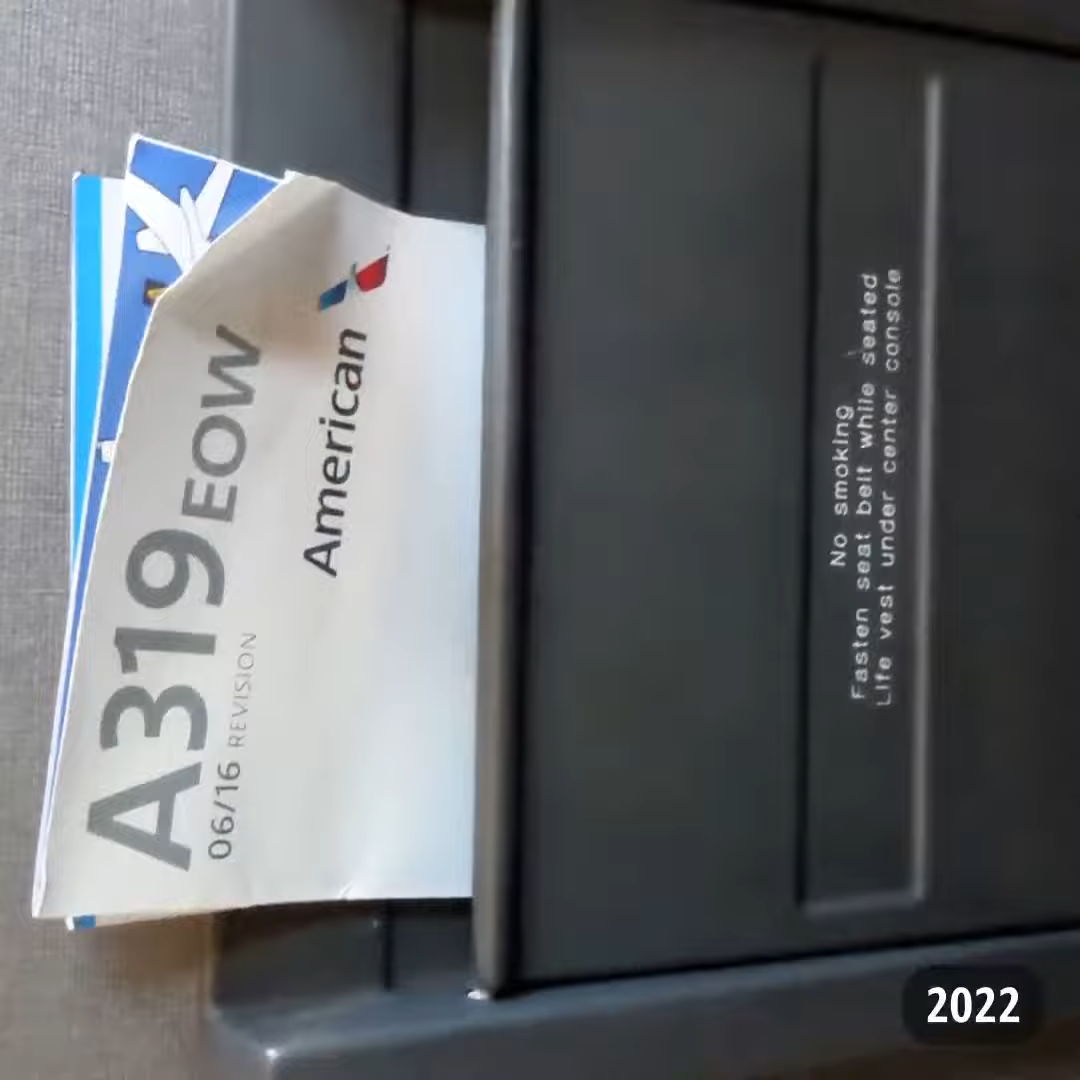 A319 EOW
06/16 REVISION
American
No smoking
Fasten seat belt while seated
Life vest under center console
2022